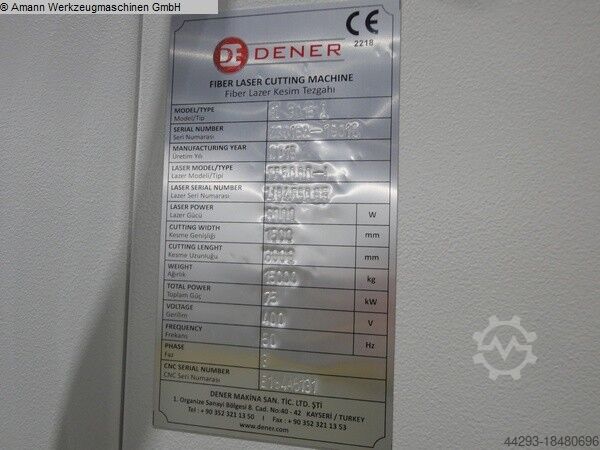 © Amann Werkzeugmaschinen GmbH
CE
2218
DE DENER
FIBER LASER CUTTING MACHINE
Fiber Lazer Kesim Tezgahı
MODEL/TYPE
Model/Tip
SERIAL NUMBER
Seri Numarası
MANUFACTURING YEAR
Üretim Yılı
LASER MODEL/TYPE
Lazer Modeli/Tipi
LASER SERIAL NUMBER
Lazer Seri Numarası
LASER POWER
Lazer Gücü
W
CUTTING WIDTH
Kesme Genişliği
1500 mm
CUTTING LENGHT
Kesme Uzunluğu
mm
WEIGHT
Ağırlık
15000 kg
TOTAL POWER
Toplam Güç
kW
VOLTAGE
Gerilim
400 V
FREQUENCY
Frekans
50 Hz
PHASE
Faz
3
CNC SERIAL NUMBER
CNC Seri Numarası
DENER MAKİNA SAN. TİC. LTD. ŞTİ
1. Organize Sanayi Bölgesi 8. Cad. No:40 - 42 KAYSERİ / TURKEY
Tel : + 90 352 321 13 50 I Fax : + 90 352 321 13 53
www.dener.com
44293-18480696